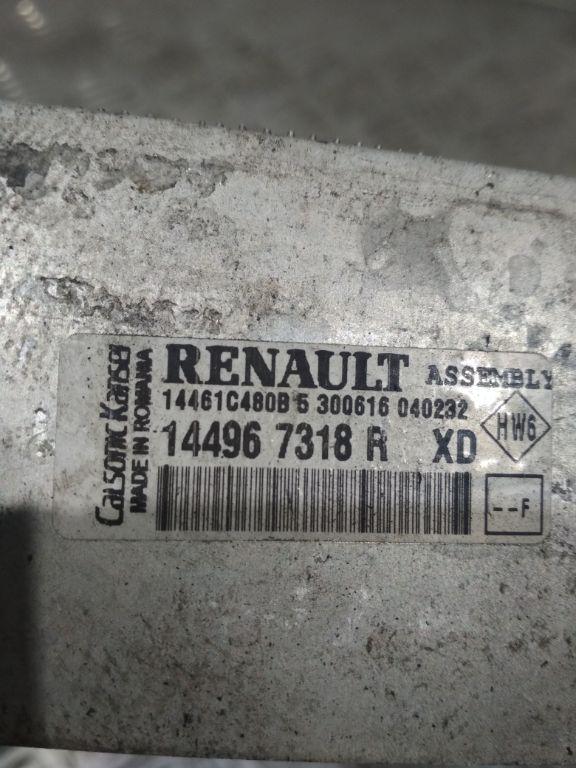 Calsonic Kansei
MADE IN ROMANIA
RENAULT ASSEMBLY
14461C480B 5 300616 040232
14496 7318 R XD
HW6
--F